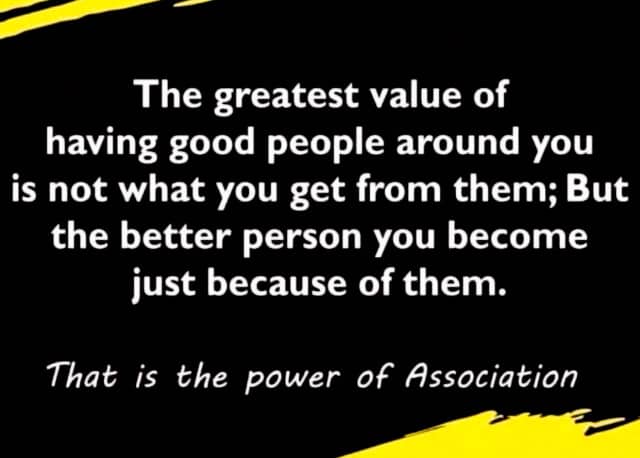 The greatest value of
having good people around you
is not what you get from them; But
the better person you become
just because of them.
That is the power of Association